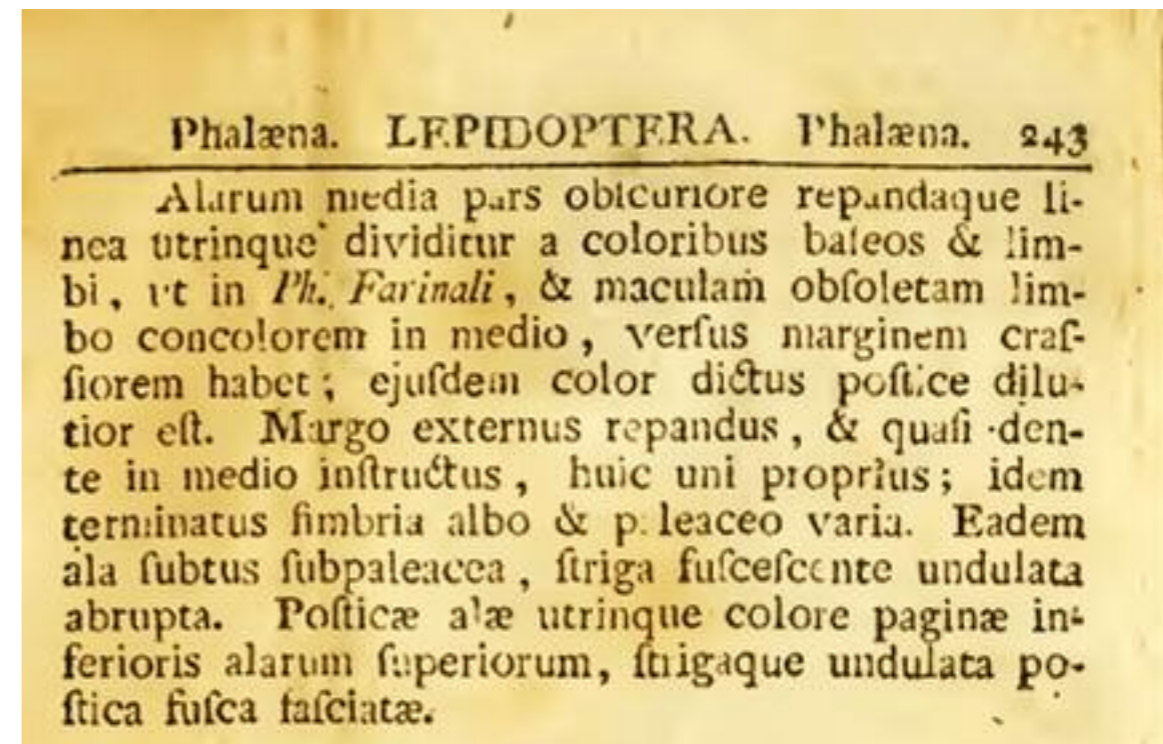 Phalæna. LEPIDOPTERA. Phalæna. 243
Alarum media pars obſcuriore repandaque li-
nea utrinque dividitur a coloribus baſeos & lim-
bi, vt in Ph. Farinali, & maculam obſoletam lim-
bo concolorem in medio, verſus marginem craſ-
ſiorem habet; ejuſdem color dictus poſtice dilu-
tior eſt. Margo externus repandus, & quaſi den-
te in medio inſtructus, huic uni proprius; idem
terminatus fimbria albo & paleaceo varia. Eadem
ala ſubtus ſubpaleacea, ſtriga fuſceſcente undulata
abrupta. Poſticæ alæ utrinque colore paginæ in-
ferioris alarum ſuperiorum, ſtrigaque undulata po-
ſtica fuſca faſciatæ.